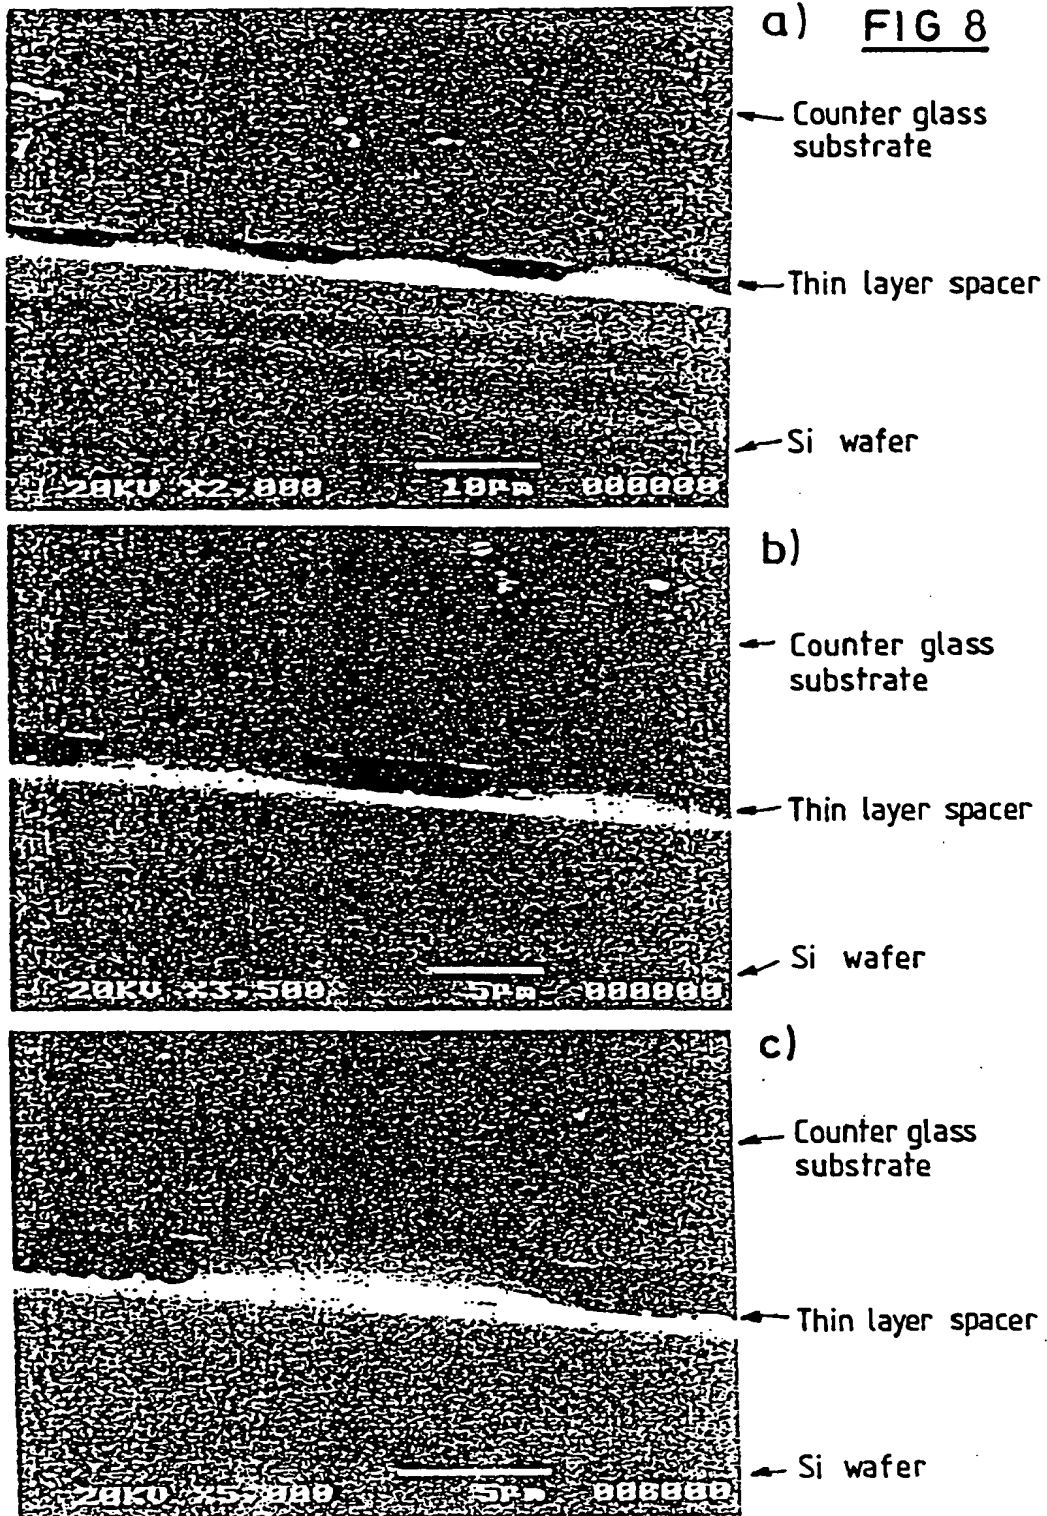 a) FIG 8
Counter glass
substrate
Thin layer spacer
Si wafer
20KV X2,000 10µm 000000
b)
Counter glass
substrate
Thin layer spacer
Si wafer
20KV X3,500 5µm 000000
c)
Counter glass
substrate
Thin layer spacer
Si wafer
20KV X5,000 5µm 000000